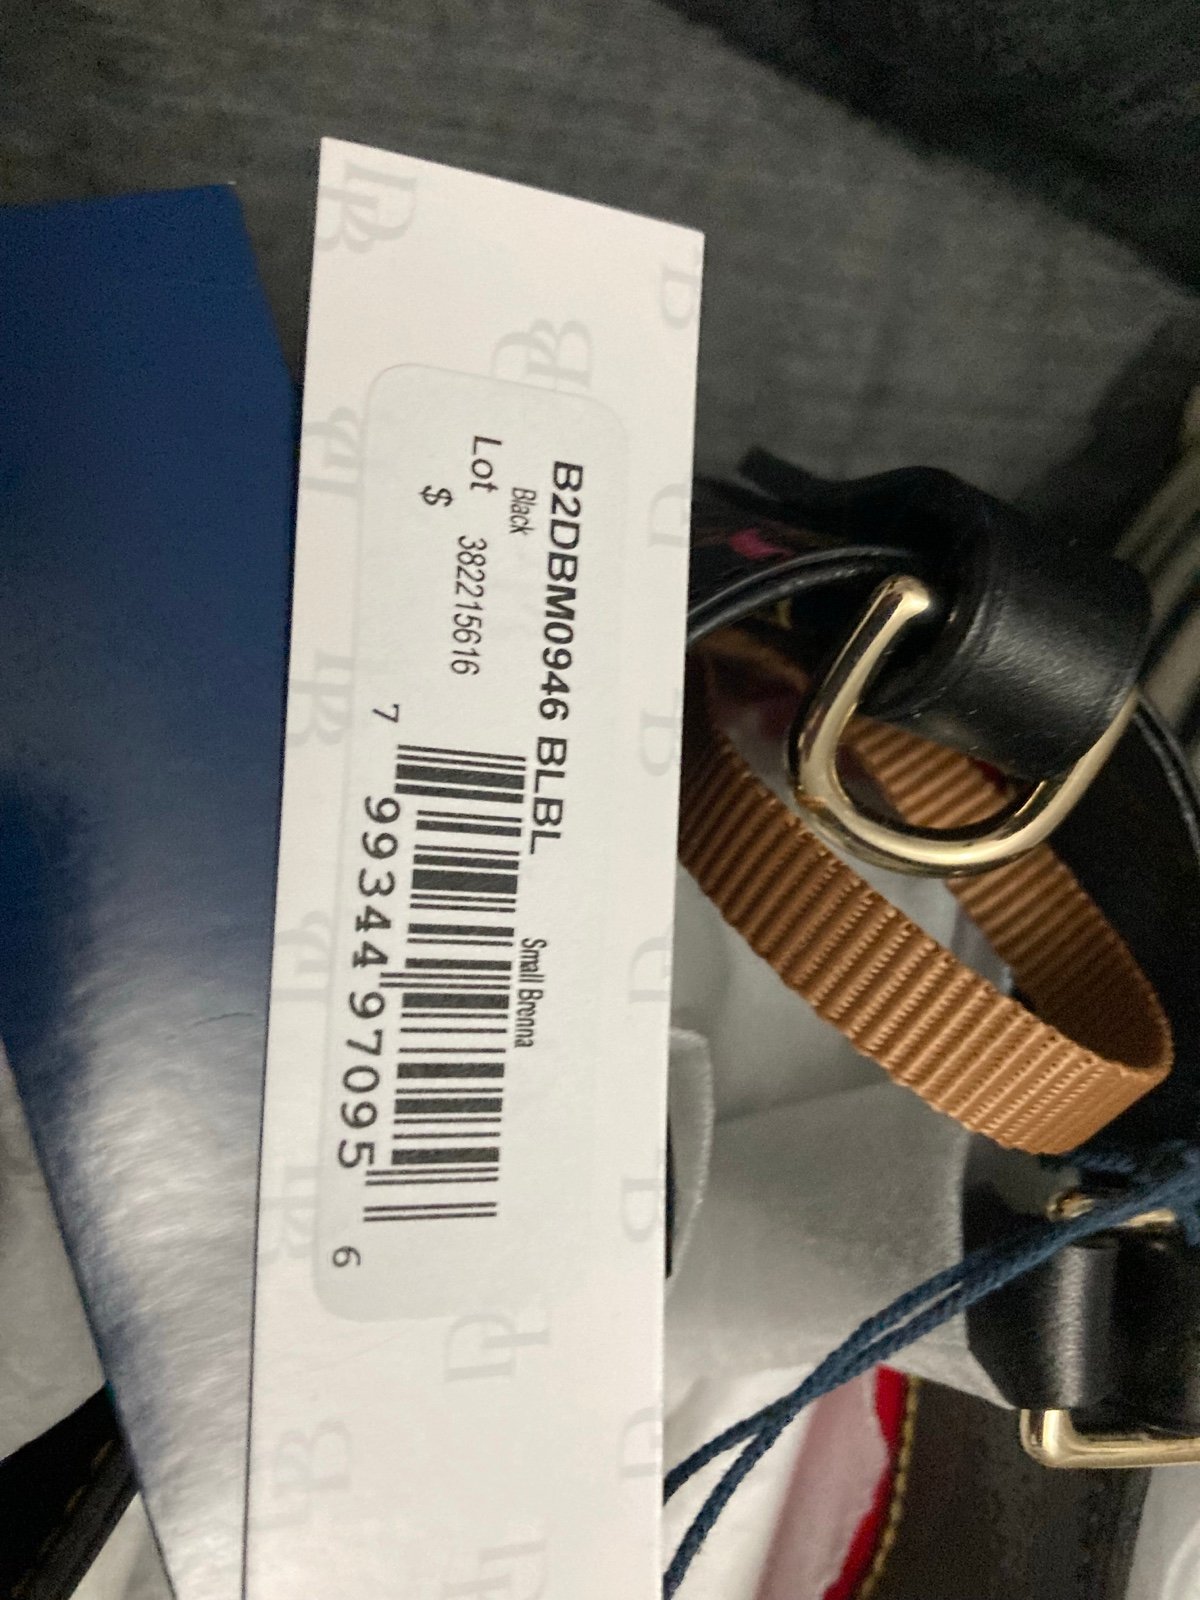 B2DBM0946 BLBL
Black Small Brenna
Lot 382215616
$
7 99344 97095 6